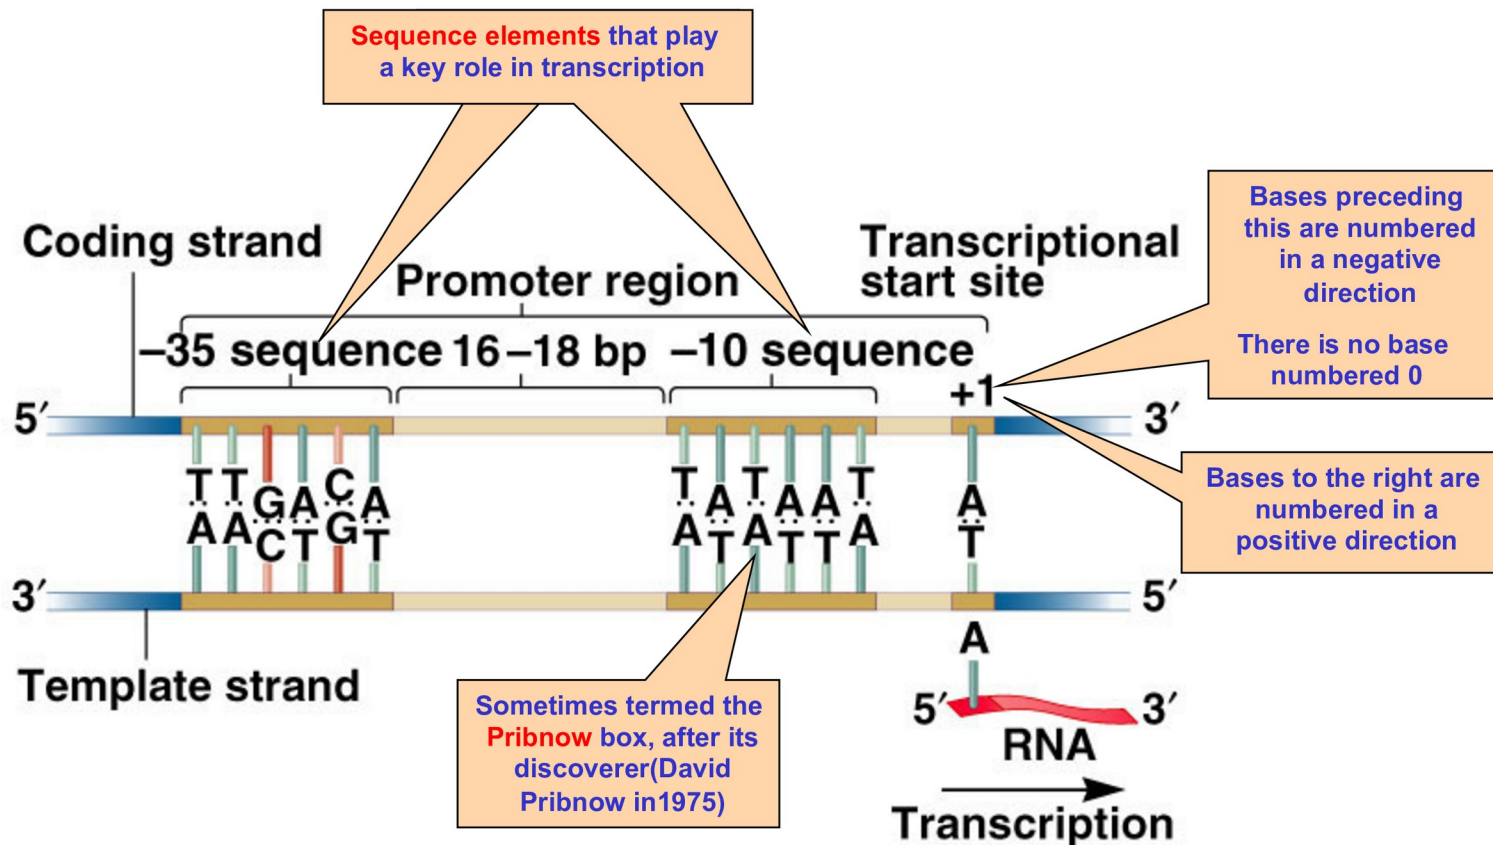 Sequence elements that play
a key role in transcription
Bases preceding
this are numbered
in a negative
direction
There is no base
numbered 0
Coding strand
Transcriptional
start site
Promoter region
–35 sequence 16–18 bp –10 sequence
+1
5′ 3′
T T G A C A T A T A A T A
A A C T G T A T A T T A T
3′ 5′
Bases to the right are
numbered in a
positive direction
Template strand
A
5′ 3′
RNA
Transcription
Sometimes termed the
Pribnow box, after its
discoverer(David
Pribnow in1975)